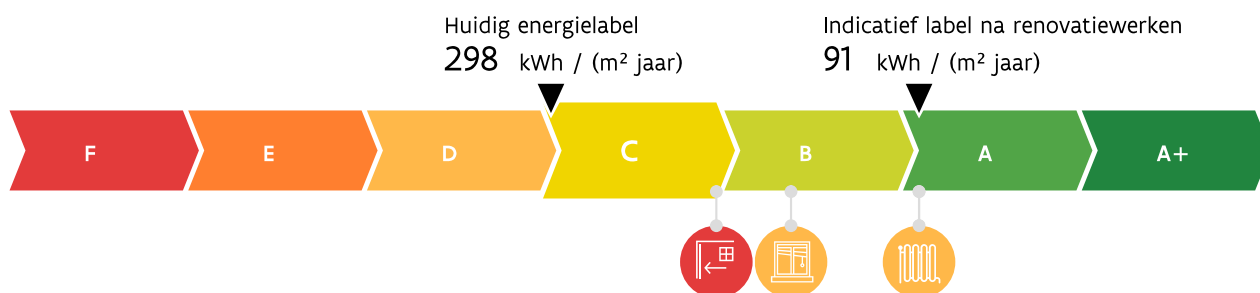 Huidig energielabel
298 kWh / (m² jaar)
Indicatief label na renovatiewerken
91 kWh / (m² jaar)
F E D C B A A+